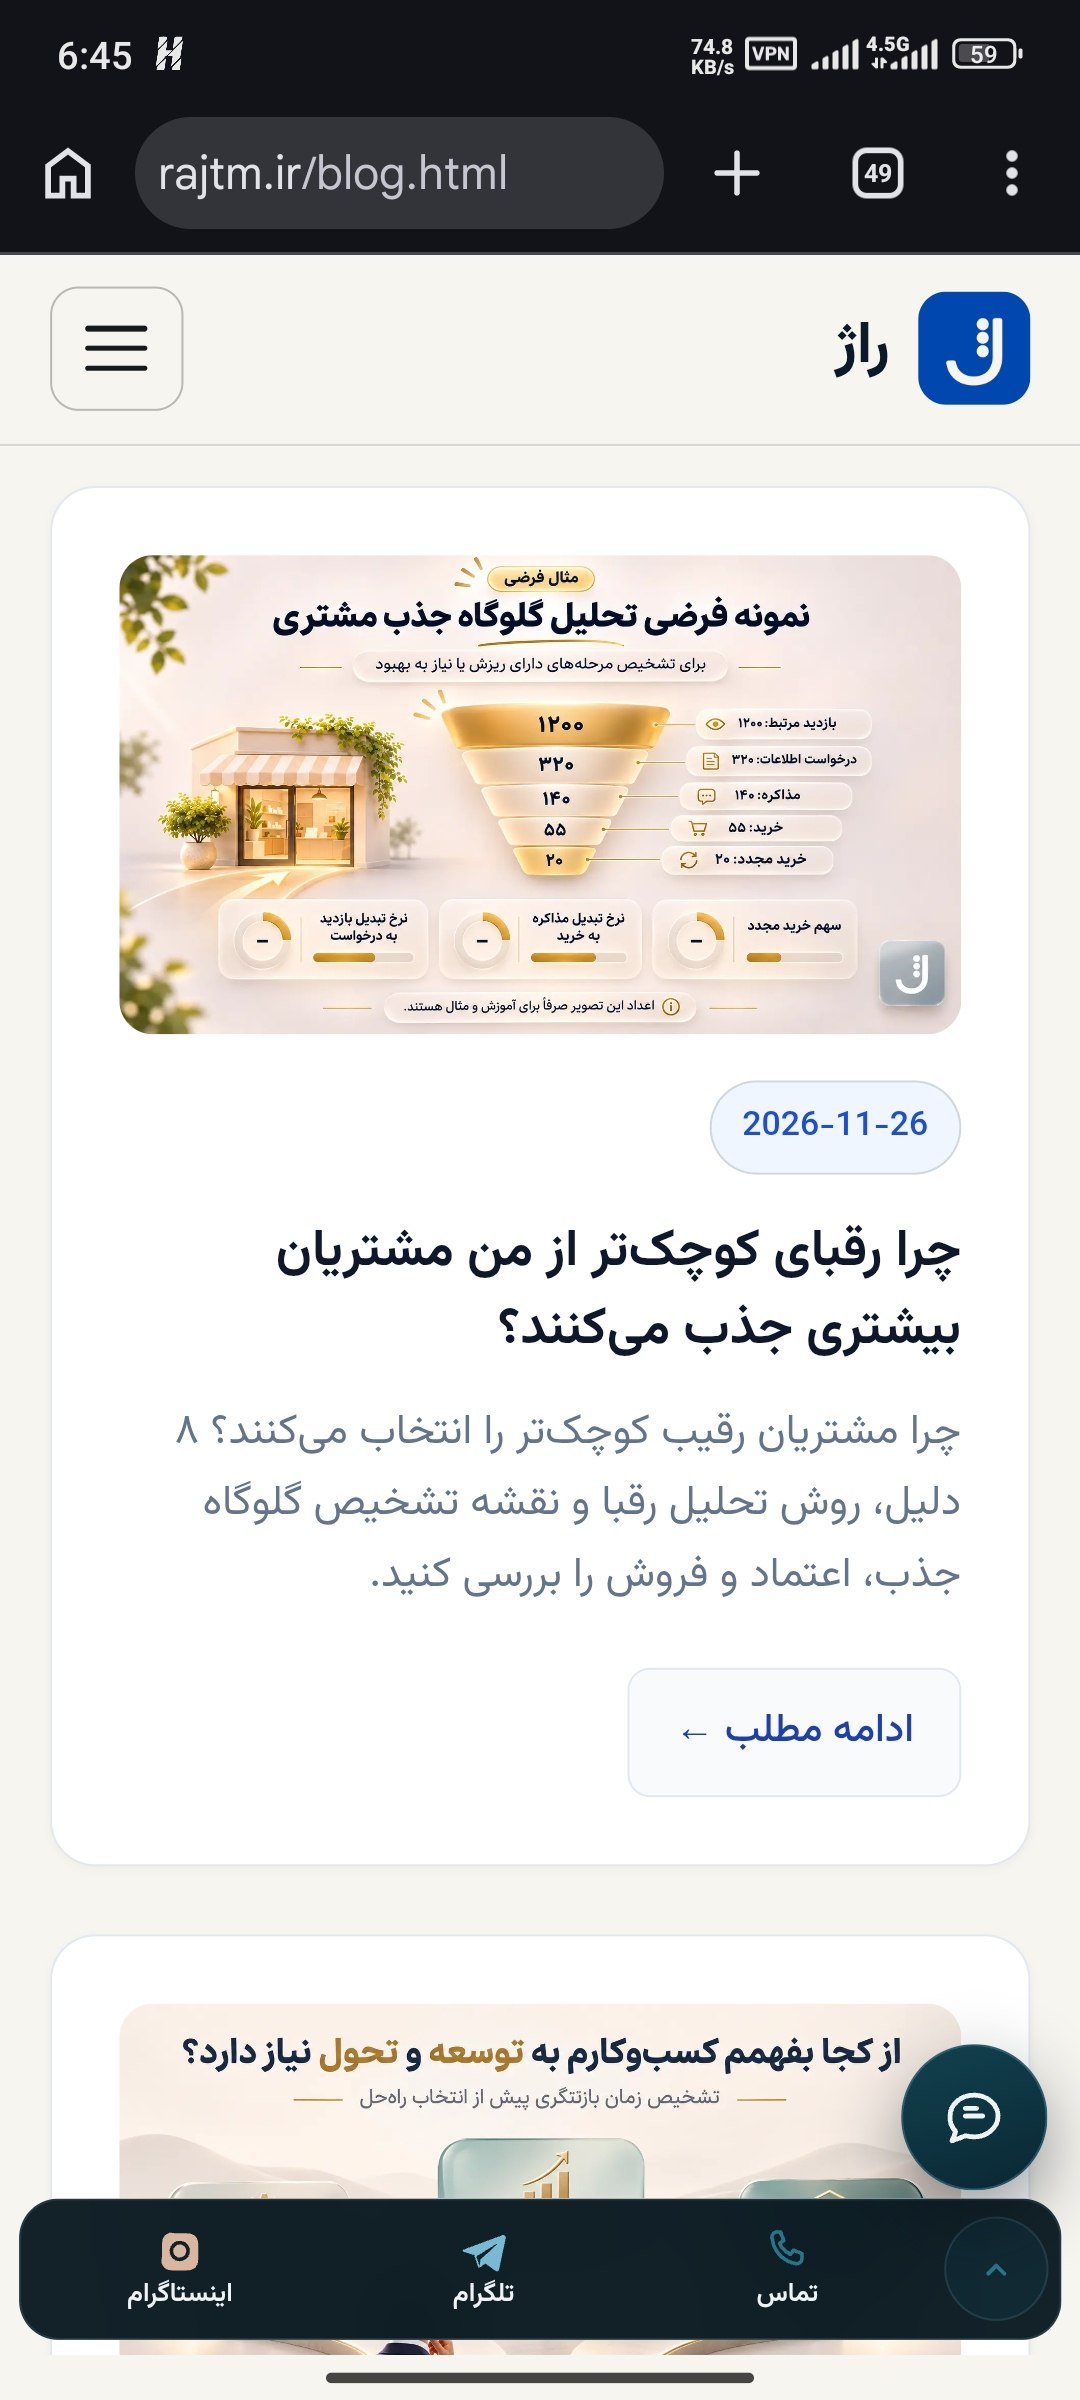 6:45
74.8 KB/s
VPN
4.5G
59
rajtm.ir/blog.html
49
راژ
مثال فرضی
نمونه فرضی تحلیل گلوگاه جذب مشتری
برای تشخیص مرحله‌های دارای ریزش یا نیاز به بهبود
۱۲۰۰
بازدید مرتبط: ۱۲۰۰
۳۲۰
درخواست اطلاعات: ۳۲۰
۱۴۰
مذاکره: ۱۴۰
۵۵
خرید: ۵۵
۲۰
خرید مجدد: ۲۰
سهم خرید مجدد
–
نرخ تبدیل مذاکره
به خرید
–
نرخ تبدیل بازدید
به درخواست
–
اعداد این تصویر صرفاً برای آموزش و مثال هستند.
2026-11-26
چرا رقبای کوچک‌تر از من مشتریان
بیشتری جذب می‌کنند؟
چرا مشتریان رقیب کوچک‌تر را انتخاب می‌کنند؟ ۸
دلیل، روش تحلیل رقبا و نقشه تشخیص گلوگاه
جذب، اعتماد و فروش را بررسی کنید.
ادامه مطلب ←
از کجا بفهمم کسب‌وکارم به توسعه و تحول نیاز دارد؟
تشخیص زمان بازنگری پیش از انتخاب راه‌حل
تماس
تلگرام
اینستاگرام